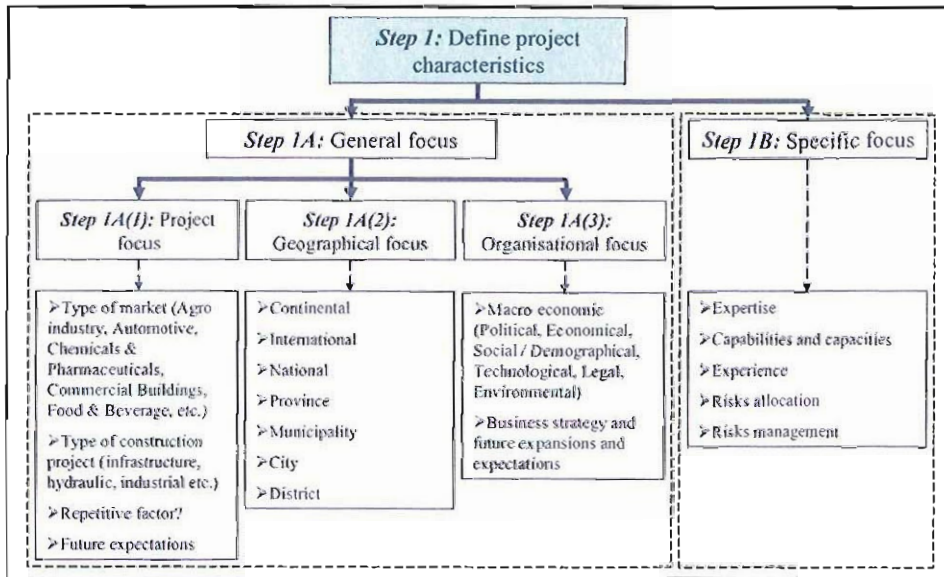 Step 1: Define project
characteristics
Step 1A: General focus
Step 1B: Specific focus
Step 1A(1): Project
focus
Step 1A(2):
Geographical focus
Step 1A(3):
Organisational focus
➢Type of market (Agro
industry, Automotive,
Chemicals &
Pharmaceuticals,
Commercial Buildings,
Food & Beverage, etc.)
➢Type of construction
project (infrastructure,
hydraulic, industrial etc.)
➢Repetitive factor?
➢Future expectations
➢Continental
➢International
➢National
➢Province
➢Municipality
➢City
➢District
➢Macro economic
(Political, Economical,
Social / Demographical,
Technological, Legal,
Environmental)
➢Business strategy and
future expansions and
expectations
➢Expertise
➢Capabilities and capacities
➢Experience
➢Risks allocation
➢Risks management